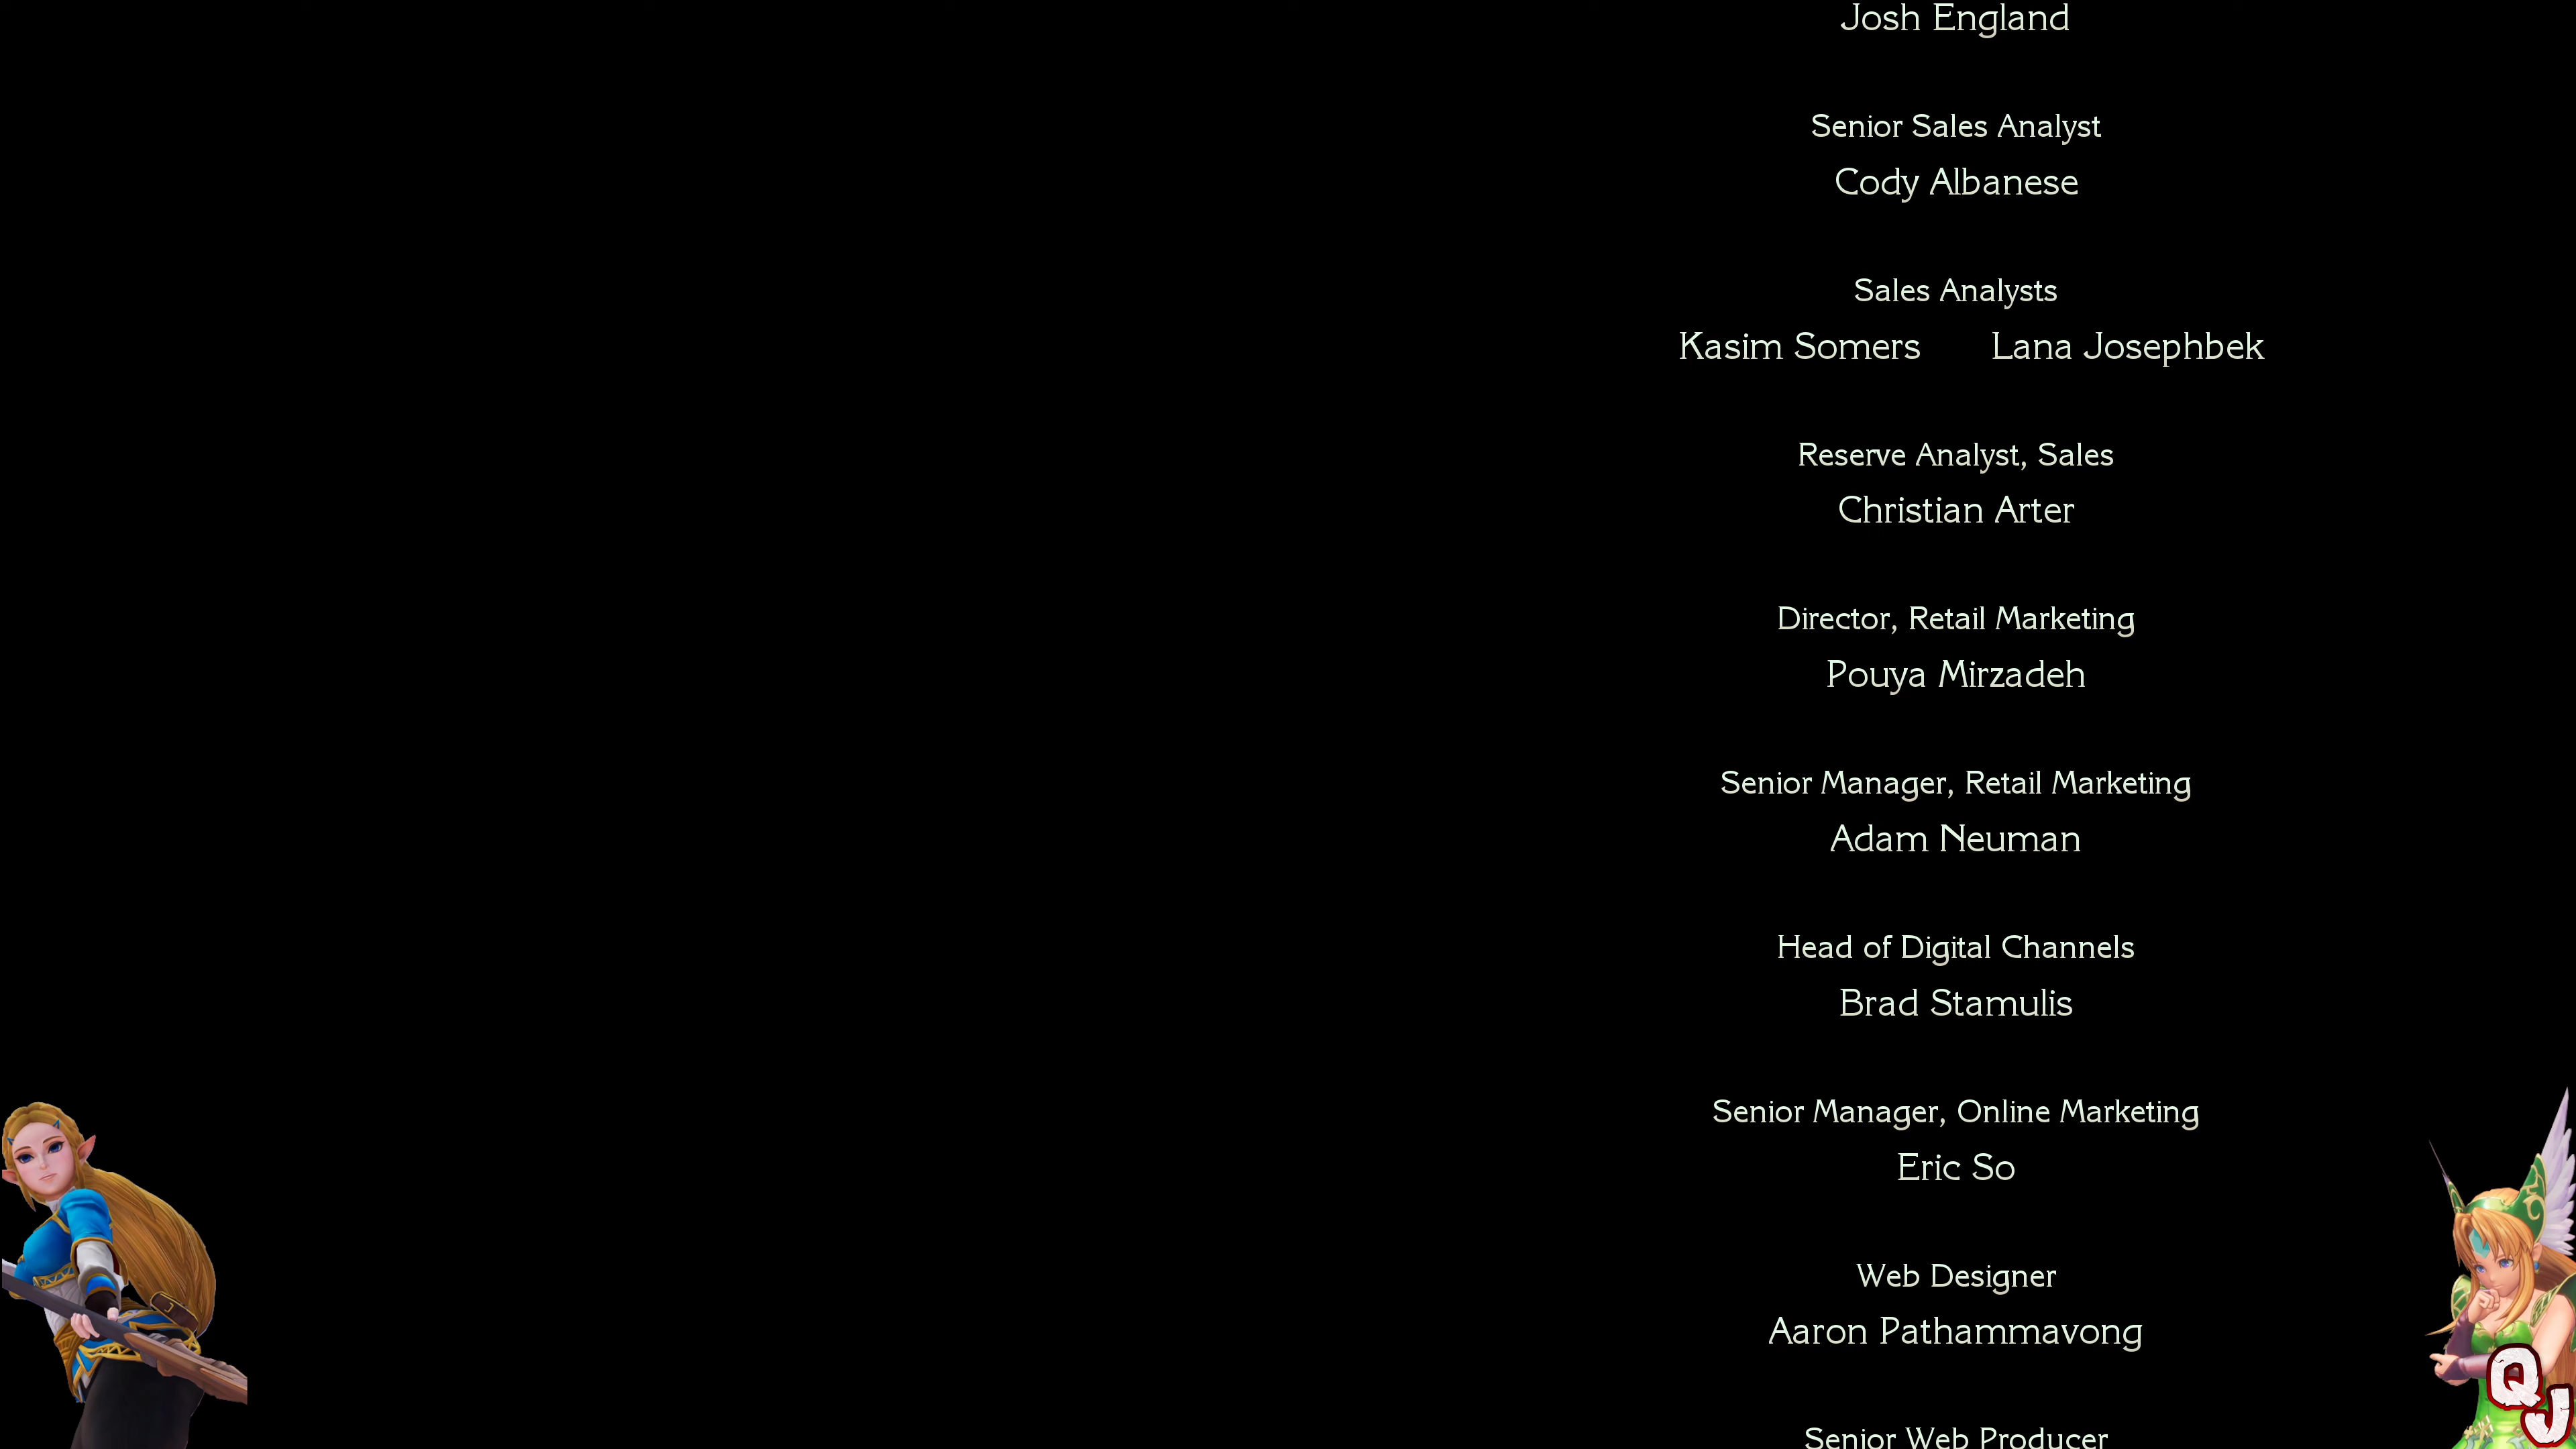 Josh England
Senior Sales Analyst
Cody Albanese
Sales Analysts
Kasim Somers Lana Josephbek
Reserve Analyst, Sales
Christian Arter
Director, Retail Marketing
Pouya Mirzadeh
Senior Manager, Retail Marketing
Adam Neuman
Head of Digital Channels
Brad Stamulis
Senior Manager, Online Marketing
Eric So
Web Designer
Aaron Pathammavong
Senior Web Producer
QJ